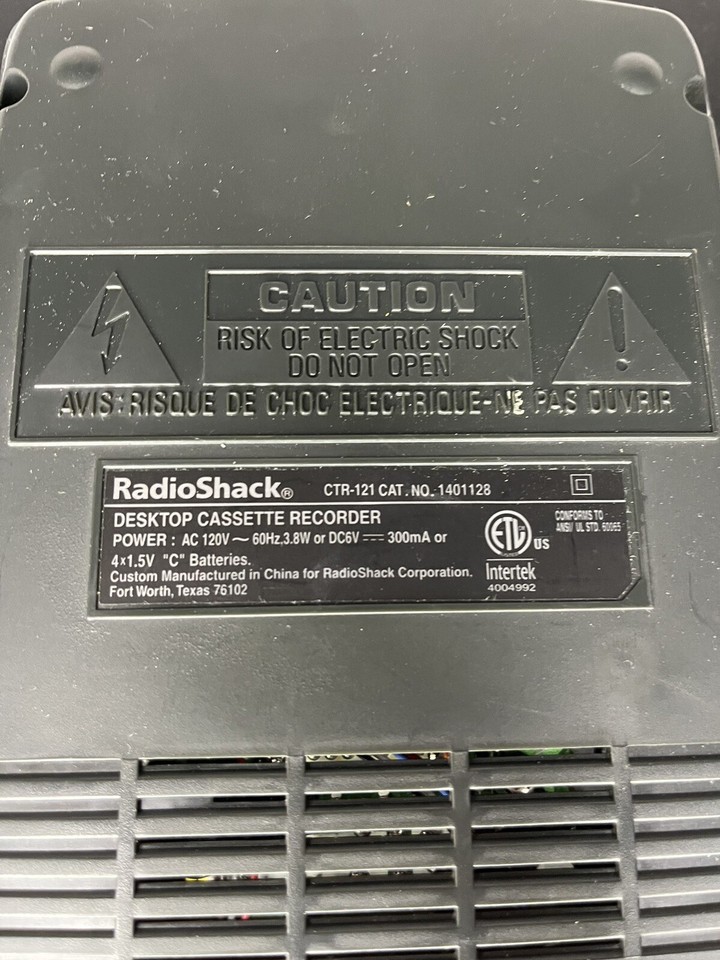 CAUTION
RISK OF ELECTRIC SHOCK
DO NOT OPEN
AVIS:RISQUE DE CHOC ELECTRIQUE-NE PAS OUVRIR
RadioShack® CTR-121 CAT. NO. 1401128
DESKTOP CASSETTE RECORDER
POWER : AC 120V ~ 60Hz,3.8W or DC6V ⎓ 300mA or
4x1.5V "C" Batteries.
Custom Manufactured in China for RadioShack Corporation.
Fort Worth, Texas 76102
ETL US
Intertek
4004992
CONFORMS TO
ANSI/ UL STD. 60065